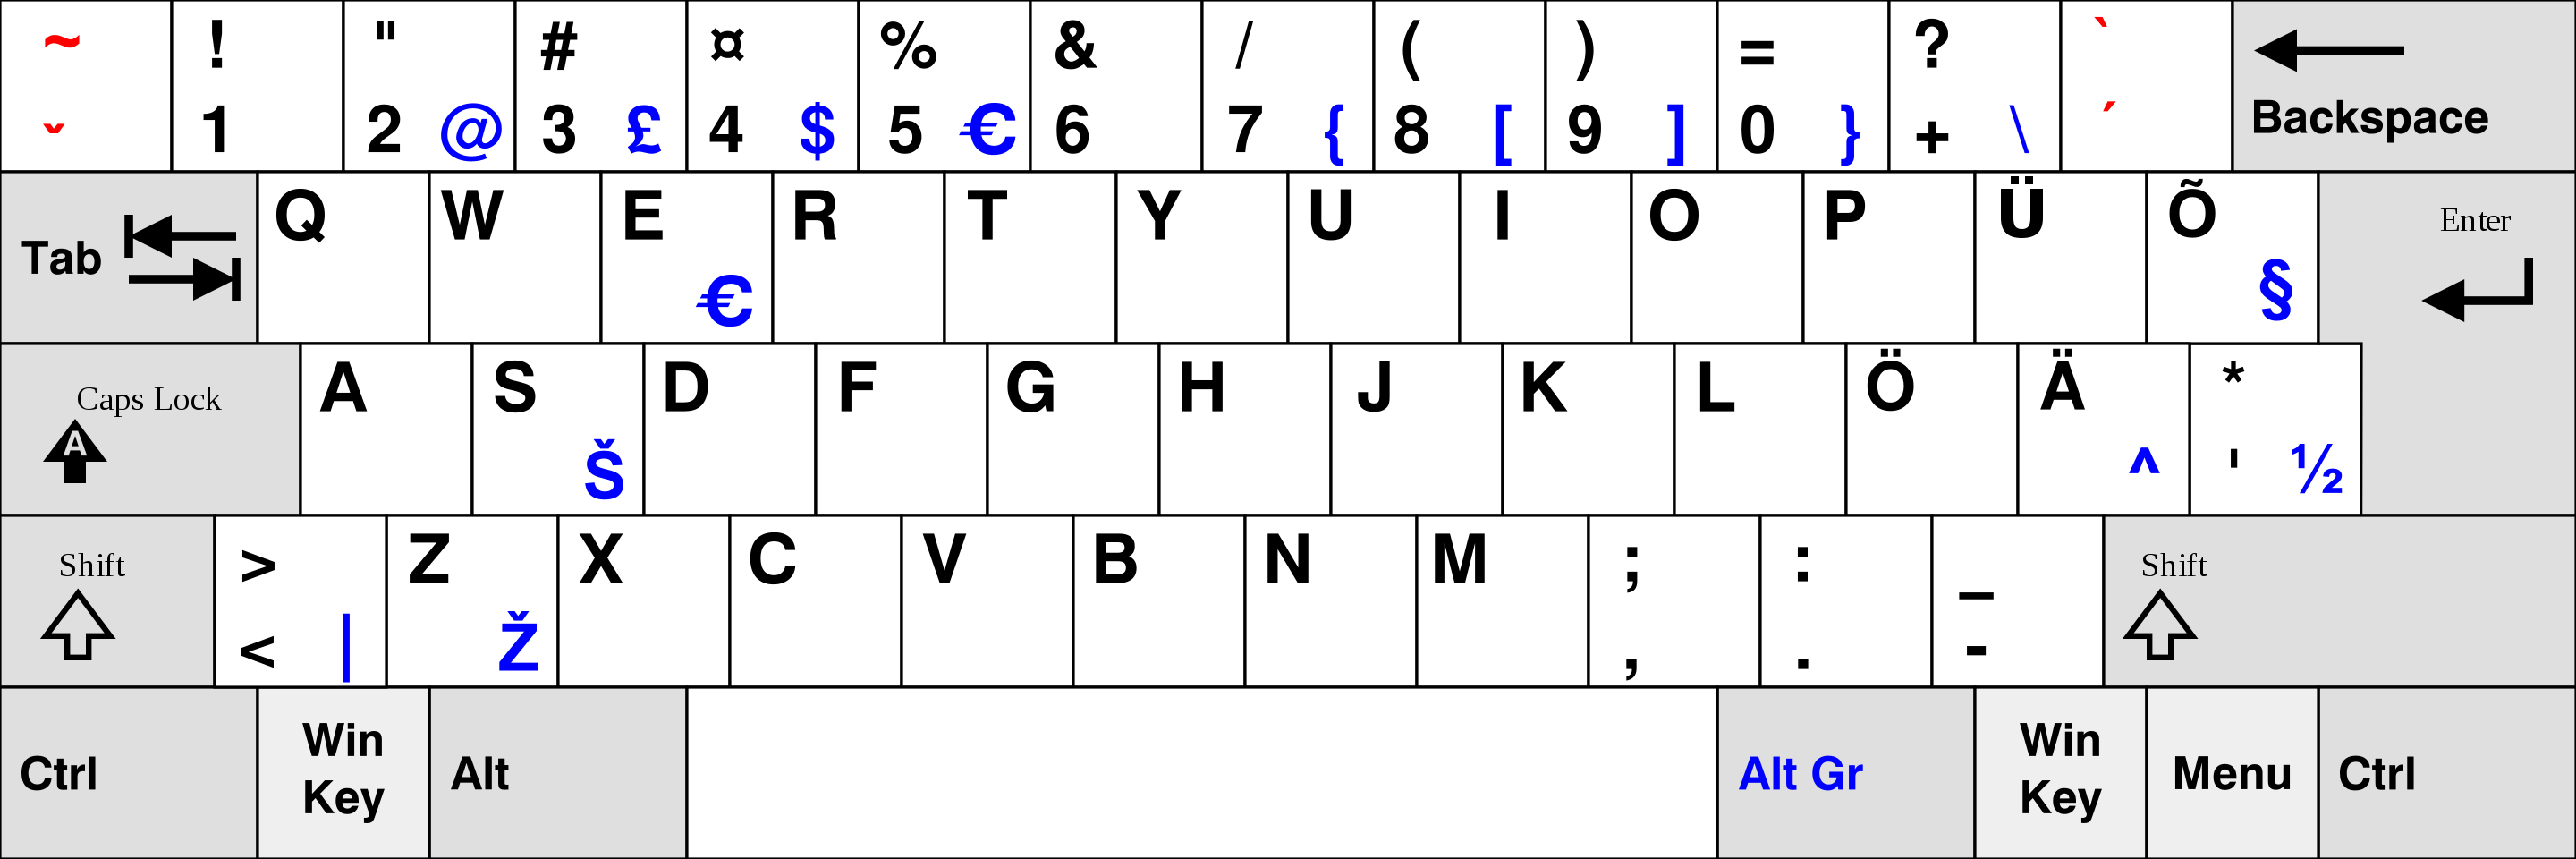 ~ ! " # ¤ % & / ( ) = ? `
ˇ 1 2 @ 3 £ 4 $ 5 € 6 7 { 8 [ 9 ] 0 } + \ ´ Backspace
Q W E R T Y U I O P Ü Õ Enter
Tab € §
Caps Lock A S D F G H J K L Ö Ä *
A Š ^ ' ½
Shift > Z X C V B N M ; : _ Shift
< | Ž , . -
Ctrl Win Key Alt Alt Gr Win Key Menu Ctrl